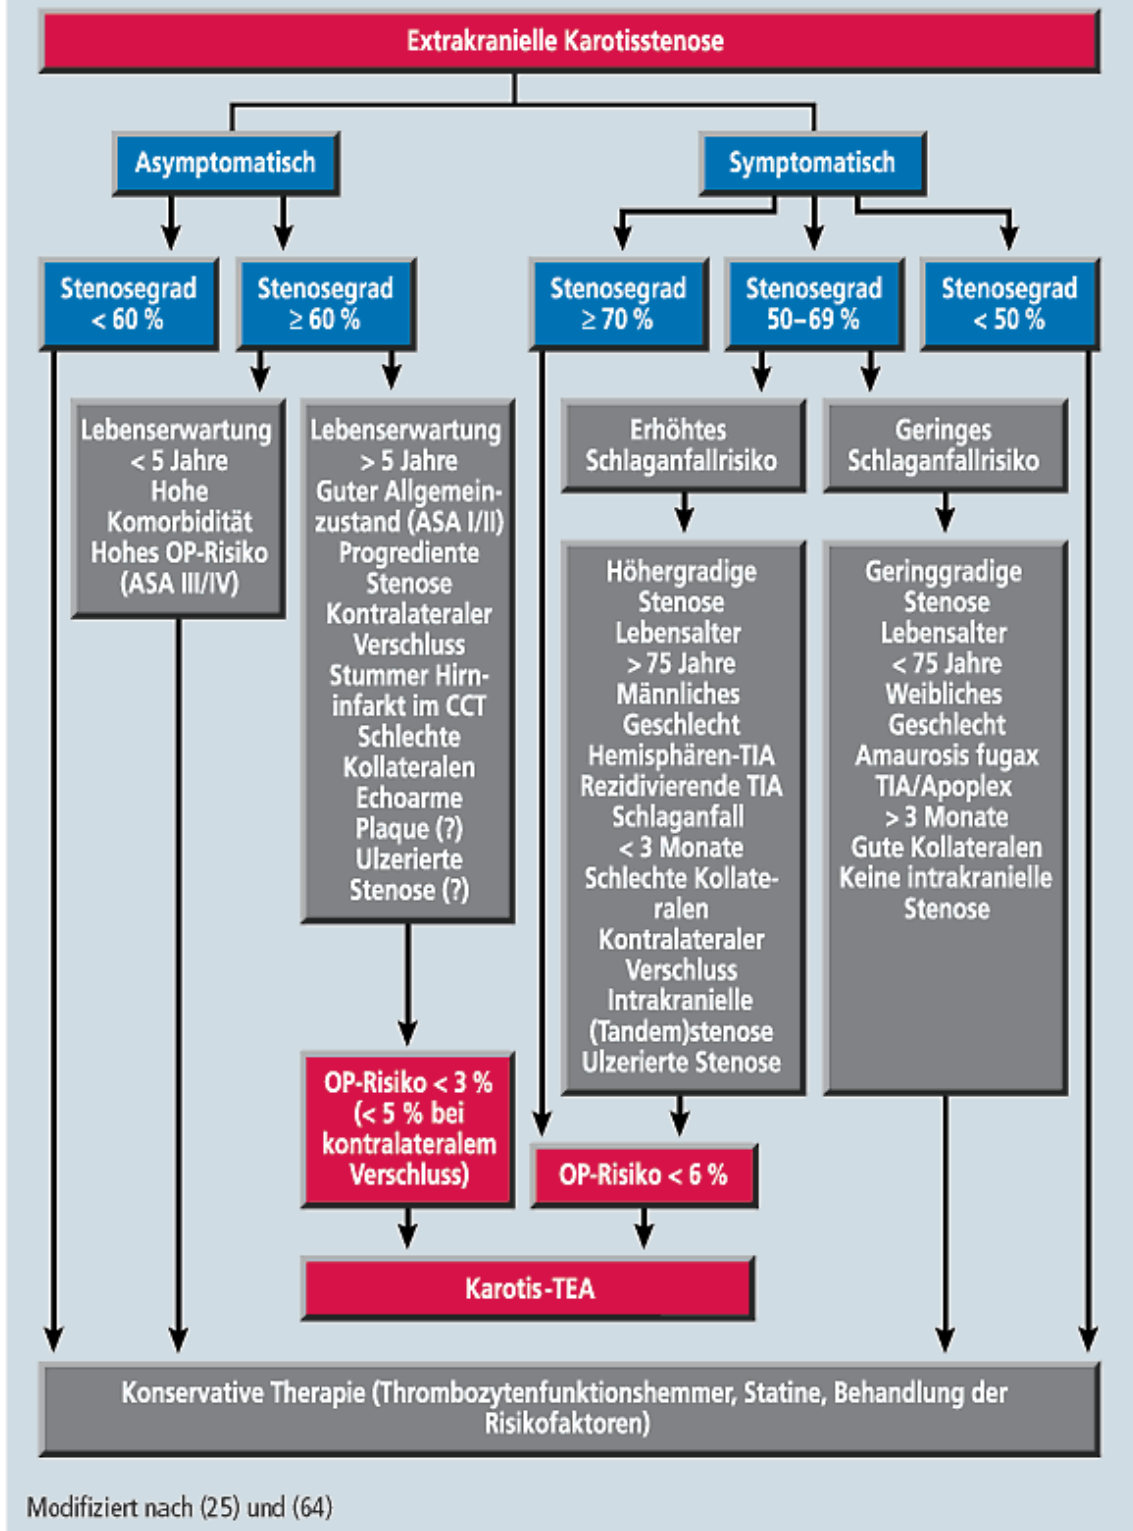 Extrakranielle Karotisstenose
Asymptomatisch
Symptomatisch
Stenosegrad
< 60 %
Stenosegrad
≥ 60 %
Stenosegrad
≥ 70 %
Stenosegrad
50–69 %
Stenosegrad
< 50 %
Lebenserwartung
< 5 Jahre
Hohe
Komorbidität
Hohes OP-Risiko
(ASA III/IV)
Lebenserwartung
> 5 Jahre
Guter Allgemein-
zustand (ASA I/II)
Progrediente
Stenose
Kontralateraler
Verschluss
Stummer Hirn-
infarkt im CCT
Schlechte
Kollateralen
Echoarme
Plaque (?)
Ulzerierte
Stenose (?)
Erhöhtes
Schlaganfallrisiko
Geringes
Schlaganfallrisiko
Höhergradige
Stenose
Lebensalter
> 75 Jahre
Männliches
Geschlecht
Hemisphären-TIA
Rezidivierende TIA
Schlaganfall
< 3 Monate
Schlechte Kollate-
ralen
Kontralateraler
Verschluss
Intrakranielle
(Tandem)stenose
Ulzerierte Stenose
Geringgradige
Stenose
Lebensalter
< 75 Jahre
Weibliches
Geschlecht
Amaurosis fugax
TIA/Apoplex
> 3 Monate
Gute Kollateralen
Keine intrakranielle
Stenose
OP-Risiko < 3 %
(< 5 % bei
kontralateralem
Verschluss)
OP-Risiko < 6 %
Karotis-TEA
Konservative Therapie (Thrombozytenfunktionshemmer, Statine, Behandlung der
Risikofaktoren)
Modifiziert nach (25) und (64)